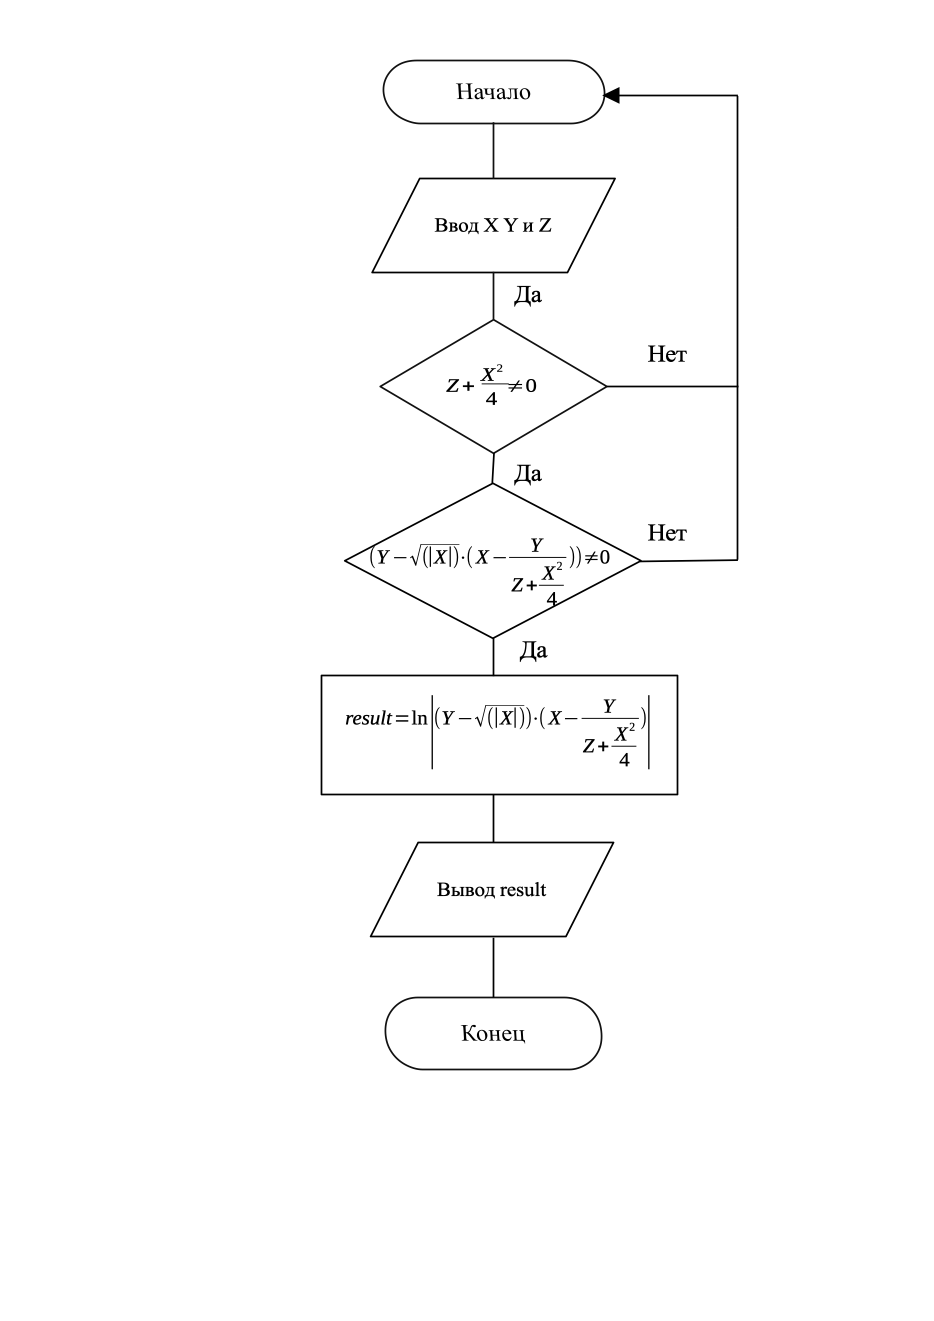 Начало
Ввод X Y и Z
Да
Нет
Z + X²/4 ≠ 0
Да
Нет
(Y − √(|X|) · (X − Y/(Z + X²/4))) ≠ 0
Да
result = ln |(Y − √(|X|)) · (X − Y/(Z + X²/4))|
Вывод result
Конец